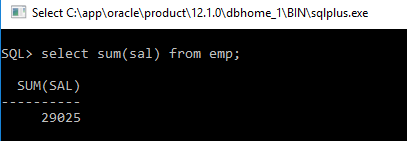 Select C:\app\oracle\product\12.1.0\dbhome_1\BIN\sqlplus.exe
SQL> select sum(sal) from emp;
SUM(SAL)
----------
29025